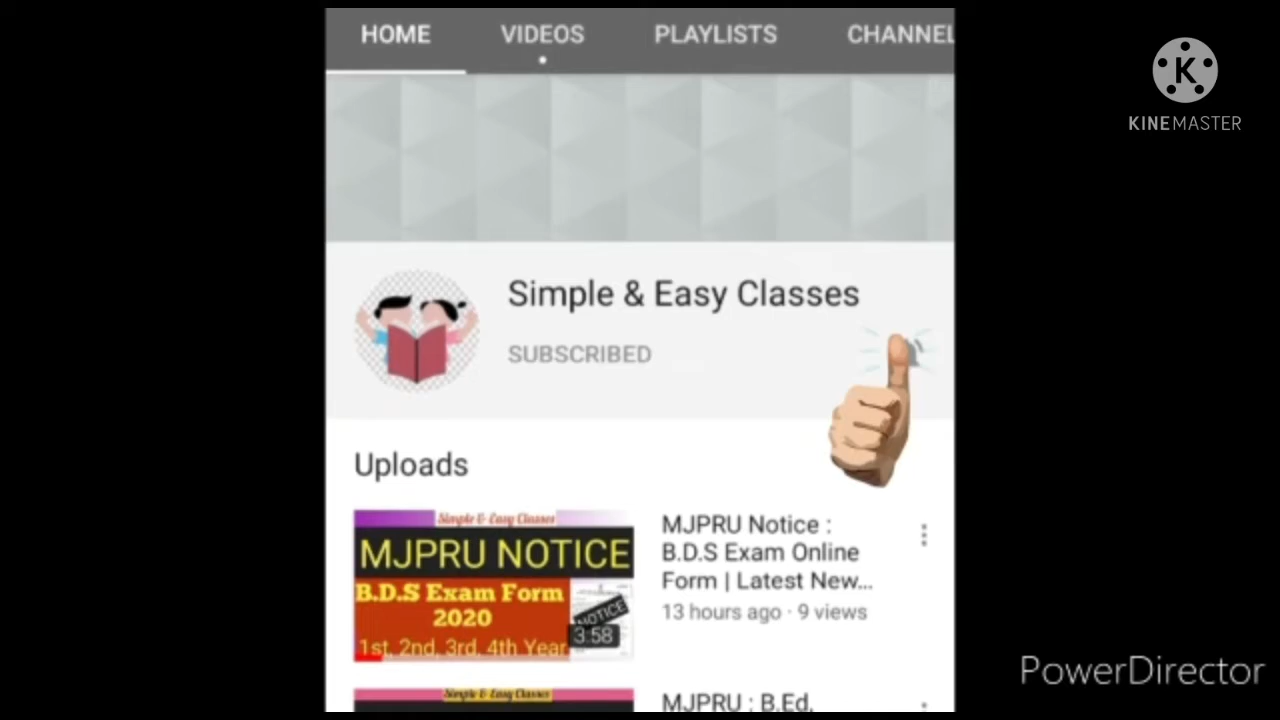 HOME VIDEOS PLAYLISTS CHANNEL
K
KINEMASTER
Simple & Easy Classes
SUBSCRIBED
Uploads
Simple & Easy Classes
MJPRU NOTICE
B.D.S Exam Form
2020
1st, 2nd, 3rd, 4th Year
NOTICE
3:58
MJPRU Notice :
B.D.S Exam Online
Form | Latest New...
13 hours ago · 9 views
Simple & Easy Classes
MJPRU : B.Ed.
PowerDirector